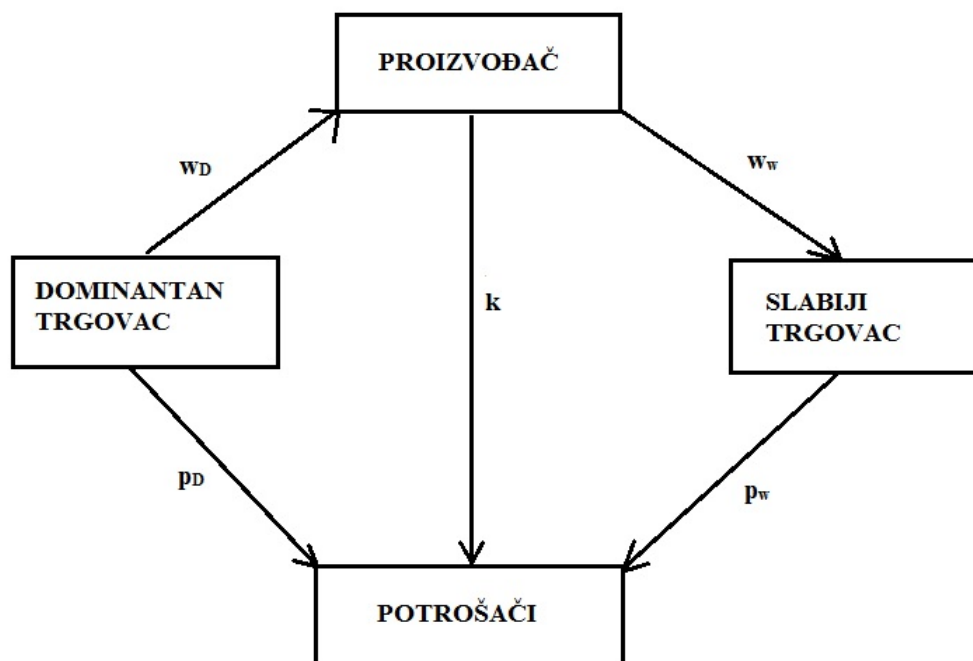 PROIZVOĐAČ
wD
ww
DOMINANTAN
TRGOVAC
k
SLABIJI
TRGOVAC
pD
pw
POTROŠAČI